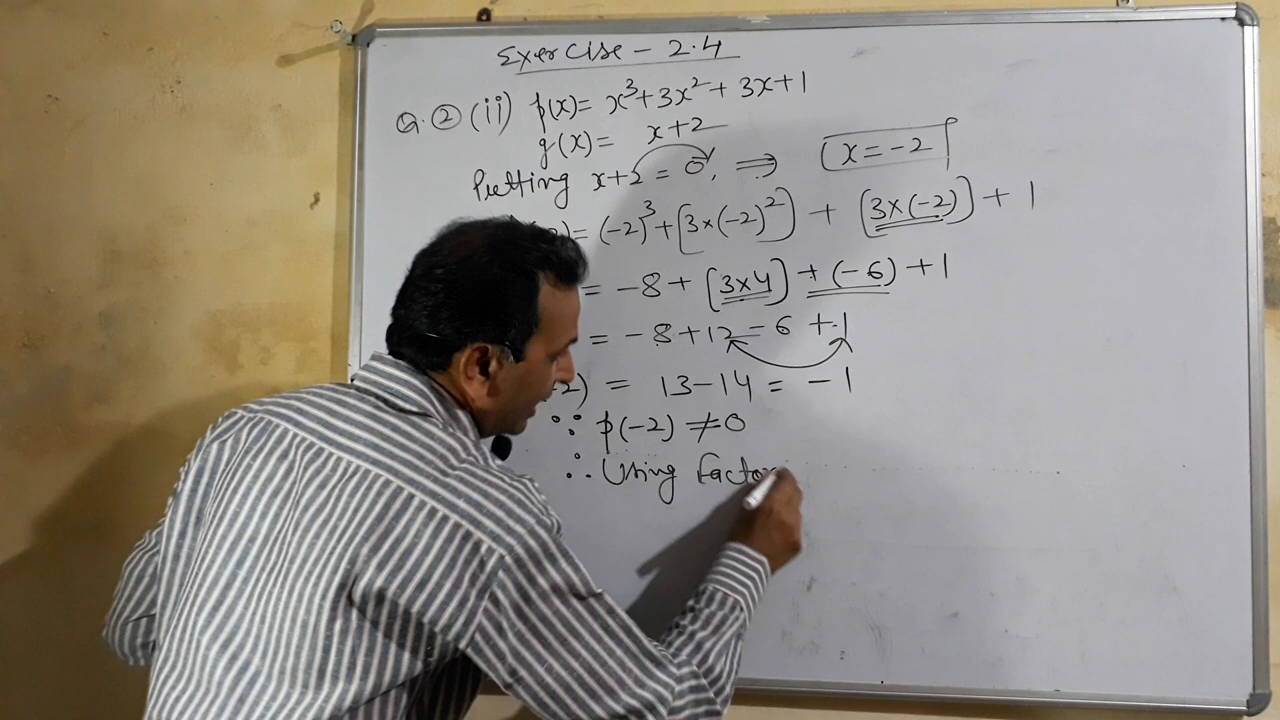 Exercise - 2.4
Q. ② (ii) p(x) = x³ + 3x² + 3x + 1
g(x) = x+2
Putting x+2 = 0, ⇒ x = -2
2) = (-2)³ + [3×(-2)²] + [3×(-2)] + 1
= -8 + [3×4] + (-6) + 1
= -8 + 12 - 6 + 1
-2) = 13 - 14 = -1
∵ p(-2) ≠ 0
∴ Using Factor